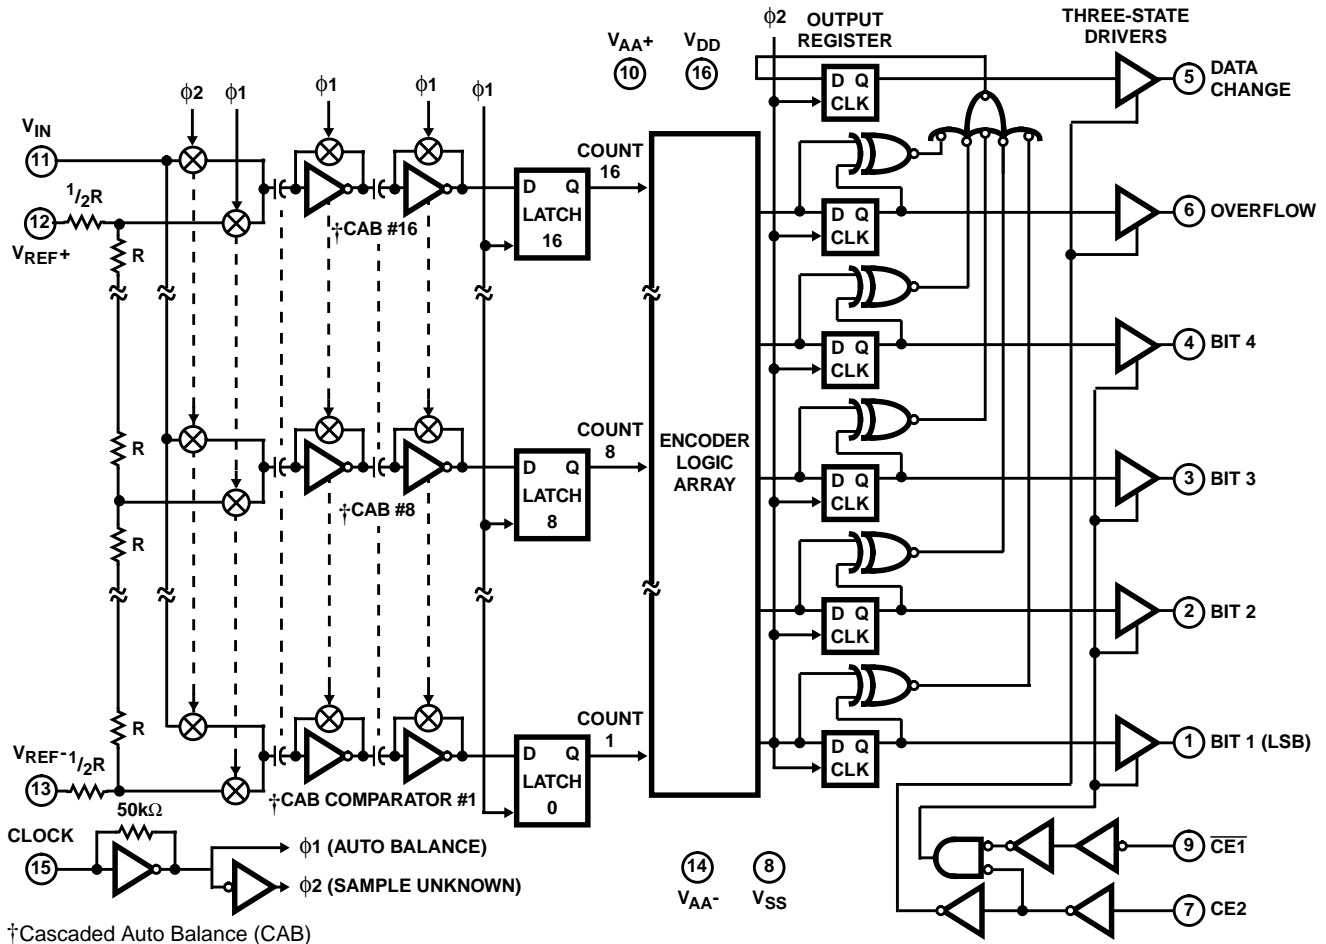 ϕ2
OUTPUT
REGISTER
THREE-STATE
DRIVERS
VAA+
10
VDD
16
D Q
CLK
5
DATA
CHANGE
ϕ2
ϕ1
ϕ1
ϕ1
ϕ1
VIN
11
1/2R
12
VREF+
R
†CAB #16
D Q
LATCH
16
COUNT
16
D Q
CLK
6
OVERFLOW
D Q
CLK
4
BIT 4
R
R
†CAB #8
D Q
LATCH
8
COUNT
8
ENCODER
LOGIC
ARRAY
D Q
CLK
3
BIT 3
D Q
CLK
2
BIT 2
R
VREF-
1/2R
13
†CAB COMPARATOR #1
D Q
LATCH
0
COUNT
1
D Q
CLK
1
BIT 1 (LSB)
50kΩ
CLOCK
15
ϕ1 (AUTO BALANCE)
ϕ2 (SAMPLE UNKNOWN)
14
VAA-
8
VSS
9
CE1
7
CE2
†Cascaded Auto Balance (CAB)